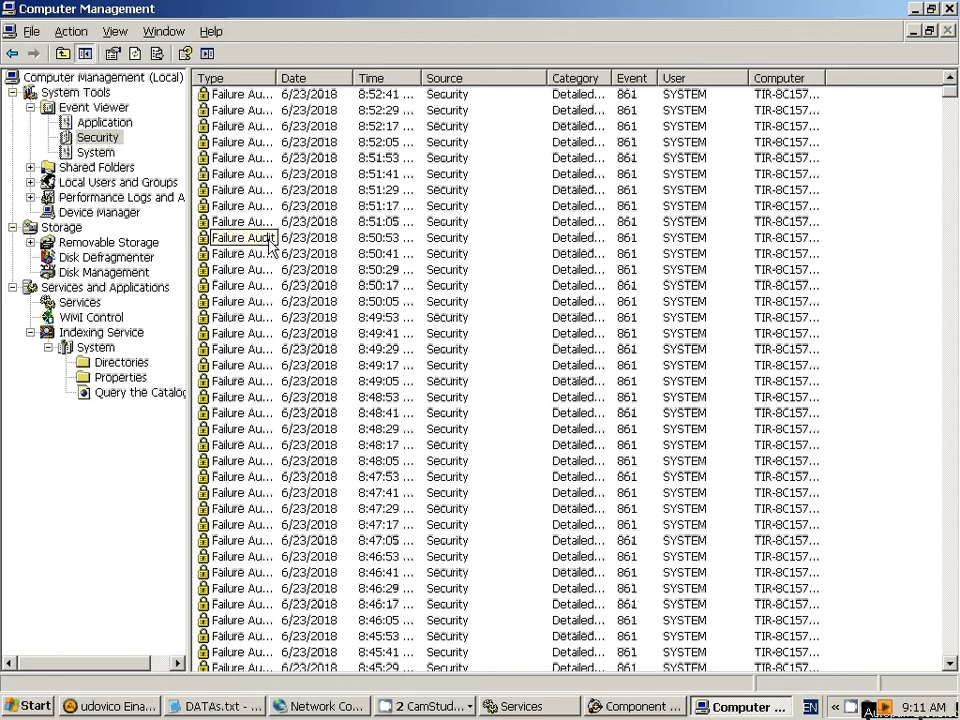 Computer Management
File Action View Window Help
Computer Management (Local)
System Tools
Event Viewer
Application
Security
System
Shared Folders
Local Users and Groups
Performance Logs and A
Device Manager
Storage
Removable Storage
Disk Defragmenter
Disk Management
Services and Applications
Services
WMI Control
Indexing Service
System
Directories
Properties
Query the Catalog
Type Date Time Source Category Event User Computer
Failure Au... 6/23/2018 8:52:41 ... Security Detailed... 861 SYSTEM TIR-8C157...
Failure Au... 6/23/2018 8:52:29 ... Security Detailed... 861 SYSTEM TIR-8C157...
Failure Au... 6/23/2018 8:52:17 ... Security Detailed... 861 SYSTEM TIR-8C157...
Failure Au... 6/23/2018 8:52:05 ... Security Detailed... 861 SYSTEM TIR-8C157...
Failure Au... 6/23/2018 8:51:53 ... Security Detailed... 861 SYSTEM TIR-8C157...
Failure Au... 6/23/2018 8:51:41 ... Security Detailed... 861 SYSTEM TIR-8C157...
Failure Au... 6/23/2018 8:51:29 ... Security Detailed... 861 SYSTEM TIR-8C157...
Failure Au... 6/23/2018 8:51:17 ... Security Detailed... 861 SYSTEM TIR-8C157...
Failure Au... 6/23/2018 8:51:05 ... Security Detailed... 861 SYSTEM TIR-8C157...
Failure Audit 6/23/2018 8:50:53 ... Security Detailed... 861 SYSTEM TIR-8C157...
Failure Au... 6/23/2018 8:50:41 ... Security Detailed... 861 SYSTEM TIR-8C157...
Failure Au... 6/23/2018 8:50:29 ... Security Detailed... 861 SYSTEM TIR-8C157...
Failure Au... 6/23/2018 8:50:17 ... Security Detailed... 861 SYSTEM TIR-8C157...
Failure Au... 6/23/2018 8:50:05 ... Security Detailed... 861 SYSTEM TIR-8C157...
Failure Au... 6/23/2018 8:49:53 ... Security Detailed... 861 SYSTEM TIR-8C157...
Failure Au... 6/23/2018 8:49:41 ... Security Detailed... 861 SYSTEM TIR-8C157...
Failure Au... 6/23/2018 8:49:29 ... Security Detailed... 861 SYSTEM TIR-8C157...
Failure Au... 6/23/2018 8:49:17 ... Security Detailed... 861 SYSTEM TIR-8C157...
Failure Au... 6/23/2018 8:49:05 ... Security Detailed... 861 SYSTEM TIR-8C157...
Failure Au... 6/23/2018 8:48:53 ... Security Detailed... 861 SYSTEM TIR-8C157...
Failure Au... 6/23/2018 8:48:41 ... Security Detailed... 861 SYSTEM TIR-8C157...
Failure Au... 6/23/2018 8:48:29 ... Security Detailed... 861 SYSTEM TIR-8C157...
Failure Au... 6/23/2018 8:48:17 ... Security Detailed... 861 SYSTEM TIR-8C157...
Failure Au... 6/23/2018 8:48:05 ... Security Detailed... 861 SYSTEM TIR-8C157...
Failure Au... 6/23/2018 8:47:53 ... Security Detailed... 861 SYSTEM TIR-8C157...
Failure Au... 6/23/2018 8:47:41 ... Security Detailed... 861 SYSTEM TIR-8C157...
Failure Au... 6/23/2018 8:47:29 ... Security Detailed... 861 SYSTEM TIR-8C157...
Failure Au... 6/23/2018 8:47:17 ... Security Detailed... 861 SYSTEM TIR-8C157...
Failure Au... 6/23/2018 8:47:05 ... Security Detailed... 861 SYSTEM TIR-8C157...
Failure Au... 6/23/2018 8:46:53 ... Security Detailed... 861 SYSTEM TIR-8C157...
Failure Au... 6/23/2018 8:46:41 ... Security Detailed... 861 SYSTEM TIR-8C157...
Failure Au... 6/23/2018 8:46:29 ... Security Detailed... 861 SYSTEM TIR-8C157...
Failure Au... 6/23/2018 8:46:17 ... Security Detailed... 861 SYSTEM TIR-8C157...
Failure Au... 6/23/2018 8:46:05 ... Security Detailed... 861 SYSTEM TIR-8C157...
Failure Au... 6/23/2018 8:45:53 ... Security Detailed... 861 SYSTEM TIR-8C157...
Failure Au... 6/23/2018 8:45:41 ... Security Detailed... 861 SYSTEM TIR-8C157...
Failure Au... 6/23/2018 8:45:29 ... Security Detailed... 861 SYSTEM TIR-8C157...
Start udovico Eina... DATAs.txt - ... Network Co... 2 CamStud... Services Component ... Computer ... EN « 9:11 AM